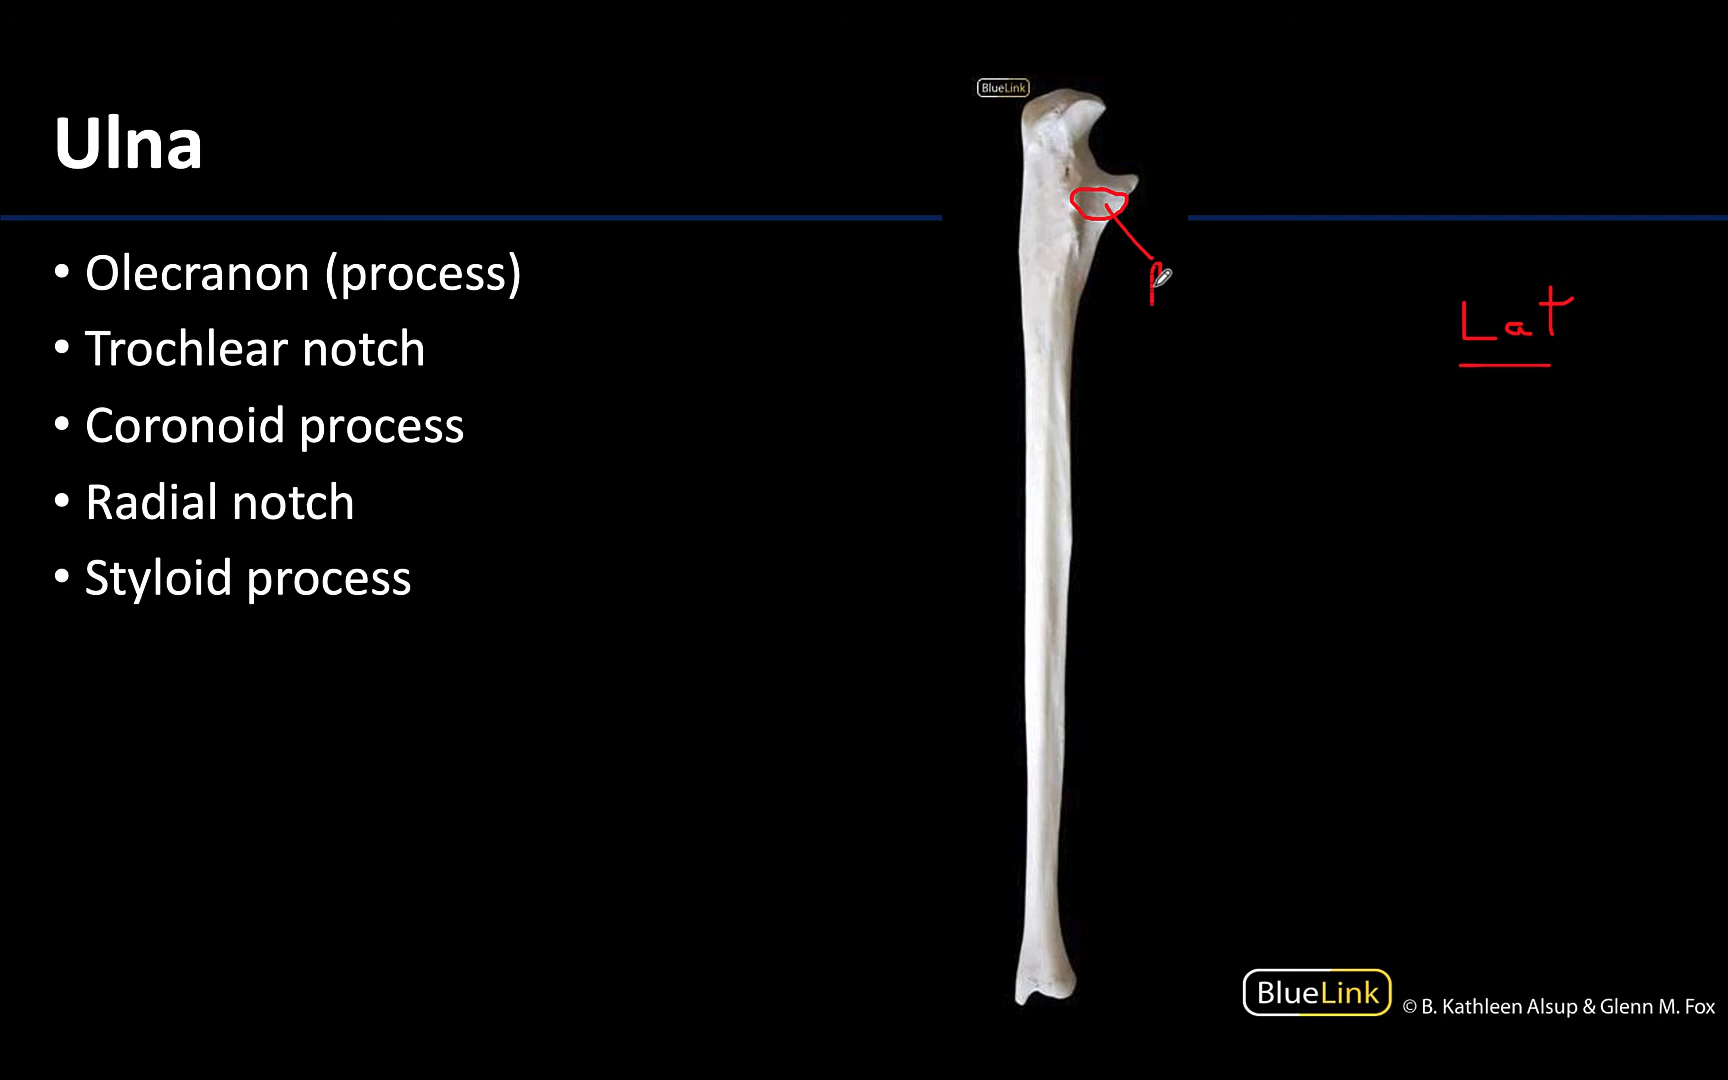 BlueLink
Ulna
• Olecranon (process)
• Trochlear notch
• Coronoid process
• Radial notch
• Styloid process
Lat
BlueLink © B. Kathleen Alsup & Glenn M. Fox